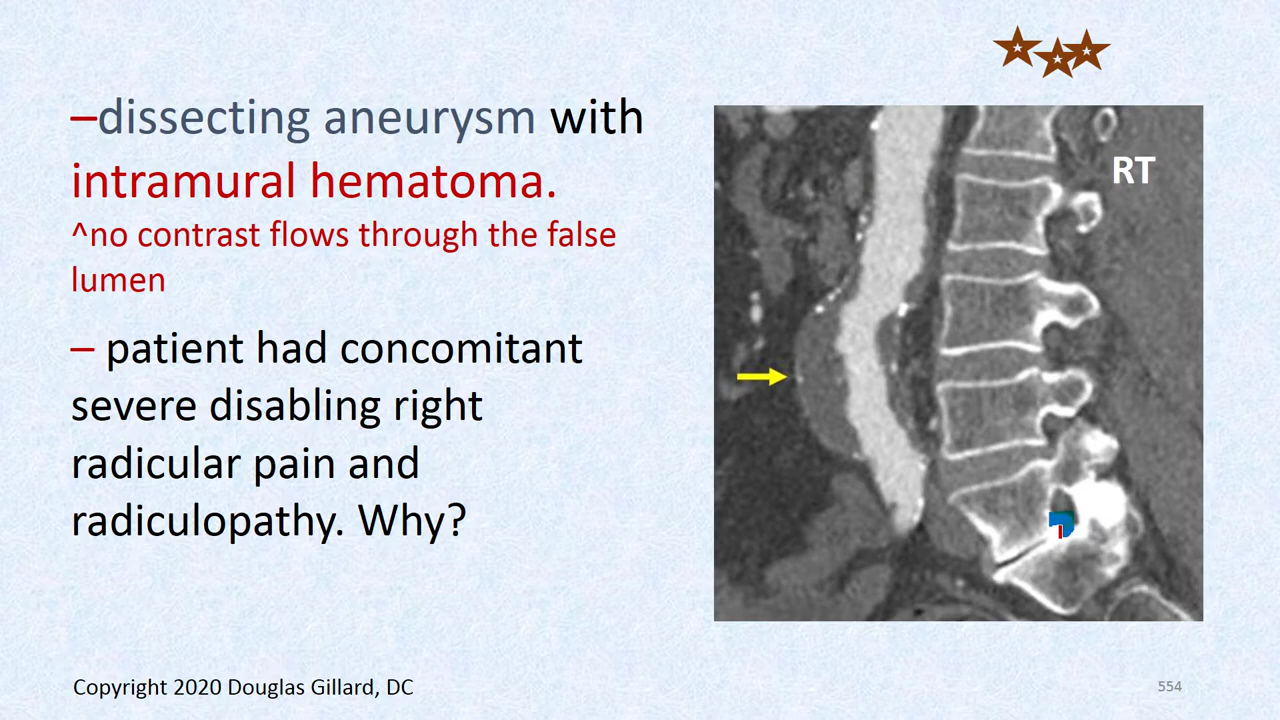 –dissecting aneurysm with
intramural hematoma.
^no contrast flows through the false
lumen
– patient had concomitant
severe disabling right
radicular pain and
radiculopathy. Why?
RT
Copyright 2020 Douglas Gillard, DC
554